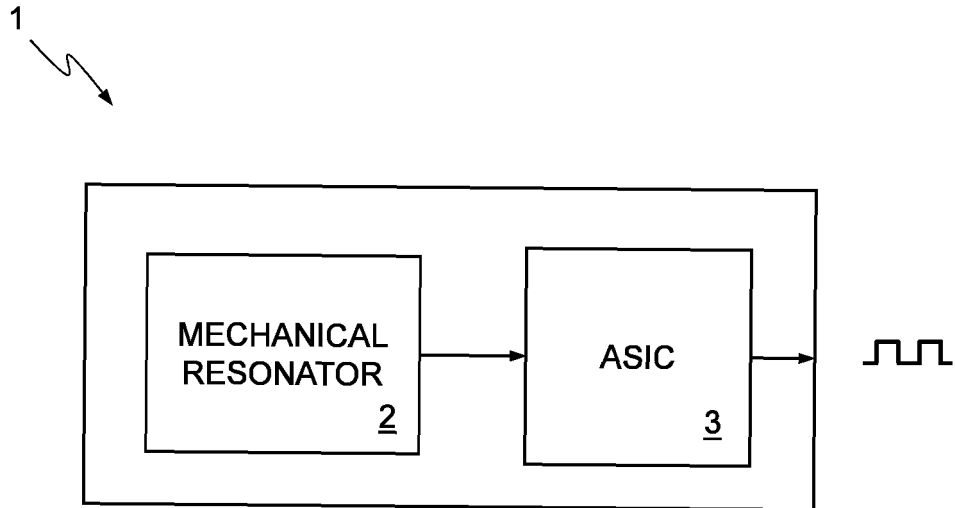 1
MECHANICAL
RESONATOR
2
ASIC
3